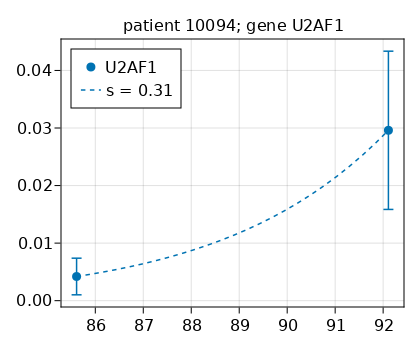 patient 10094; gene U2AF1
U2AF1
s = 0.31
0.04
0.03
0.02
0.01
0.00
86 87 88 89 90 91 92